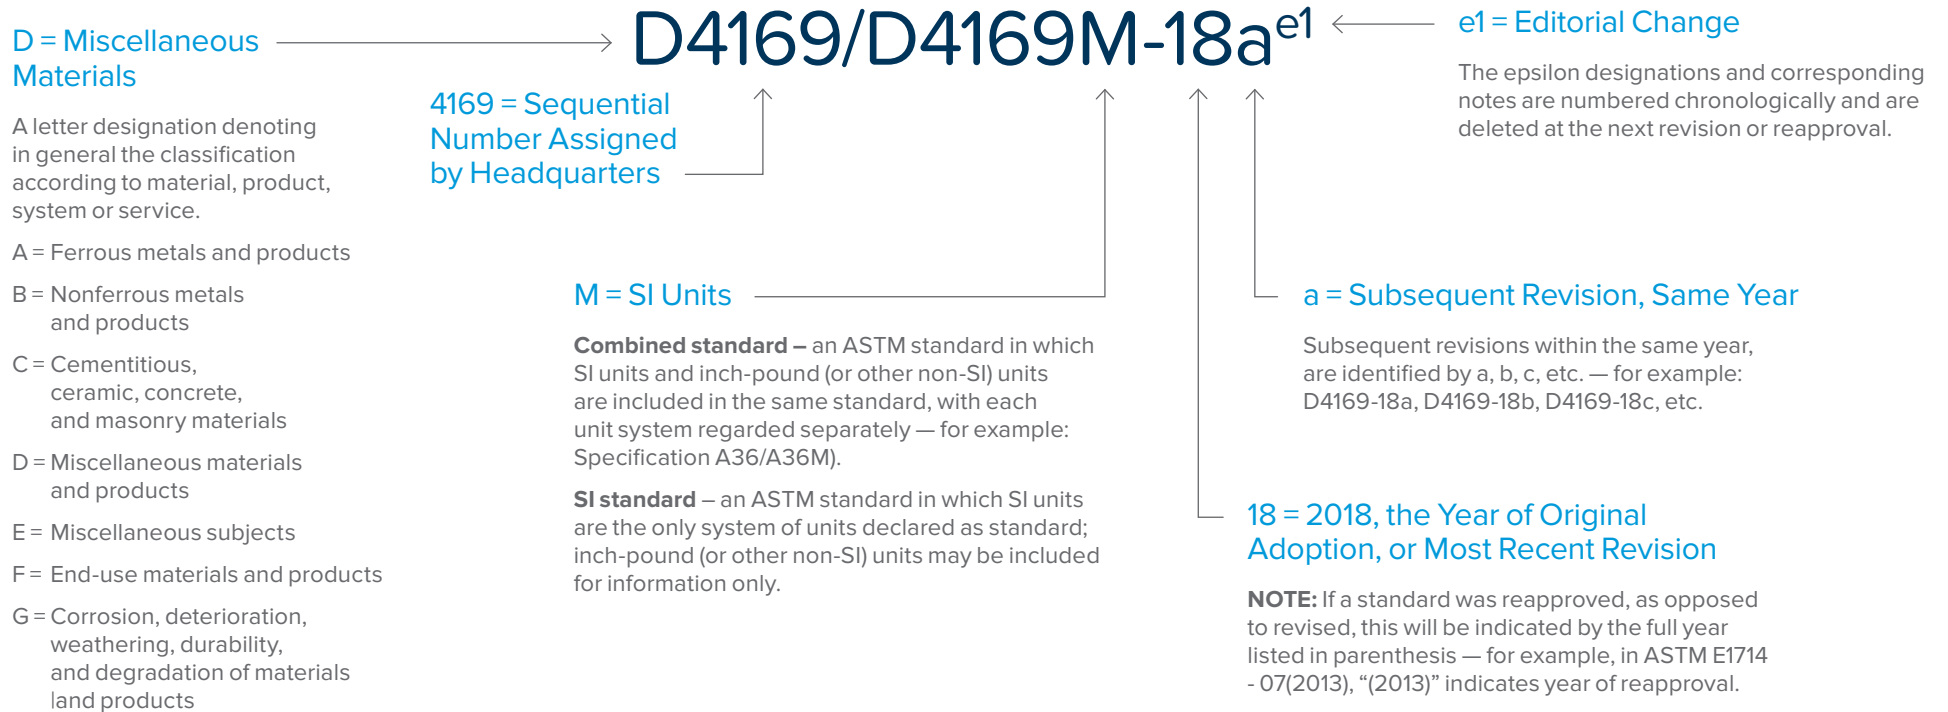 D4169/D4169M-18ae1
D = Miscellaneous
Materials
A letter designation denoting
in general the classification
according to material, product,
system or service.
A = Ferrous metals and products
B = Nonferrous metals
and products
C = Cementitious,
ceramic, concrete,
and masonry materials
D = Miscellaneous materials
and products
E = Miscellaneous subjects
F = End-use materials and products
G = Corrosion, deterioration,
weathering, durability,
and degradation of materials
|and products
4169 = Sequential
Number Assigned
by Headquarters
M = SI Units
Combined standard – an ASTM standard in which
SI units and inch-pound (or other non-SI) units
are included in the same standard, with each
unit system regarded separately — for example:
Specification A36/A36M).
SI standard – an ASTM standard in which SI units
are the only system of units declared as standard;
inch-pound (or other non-SI) units may be included
for information only.
e1 = Editorial Change
The epsilon designations and corresponding
notes are numbered chronologically and are
deleted at the next revision or reapproval.
a = Subsequent Revision, Same Year
Subsequent revisions within the same year,
are identified by a, b, c, etc. — for example:
D4169-18a, D4169-18b, D4169-18c, etc.
18 = 2018, the Year of Original
Adoption, or Most Recent Revision
NOTE: If a standard was reapproved, as opposed
to revised, this will be indicated by the full year
listed in parenthesis — for example, in ASTM E1714
- 07(2013), “(2013)” indicates year of reapproval.